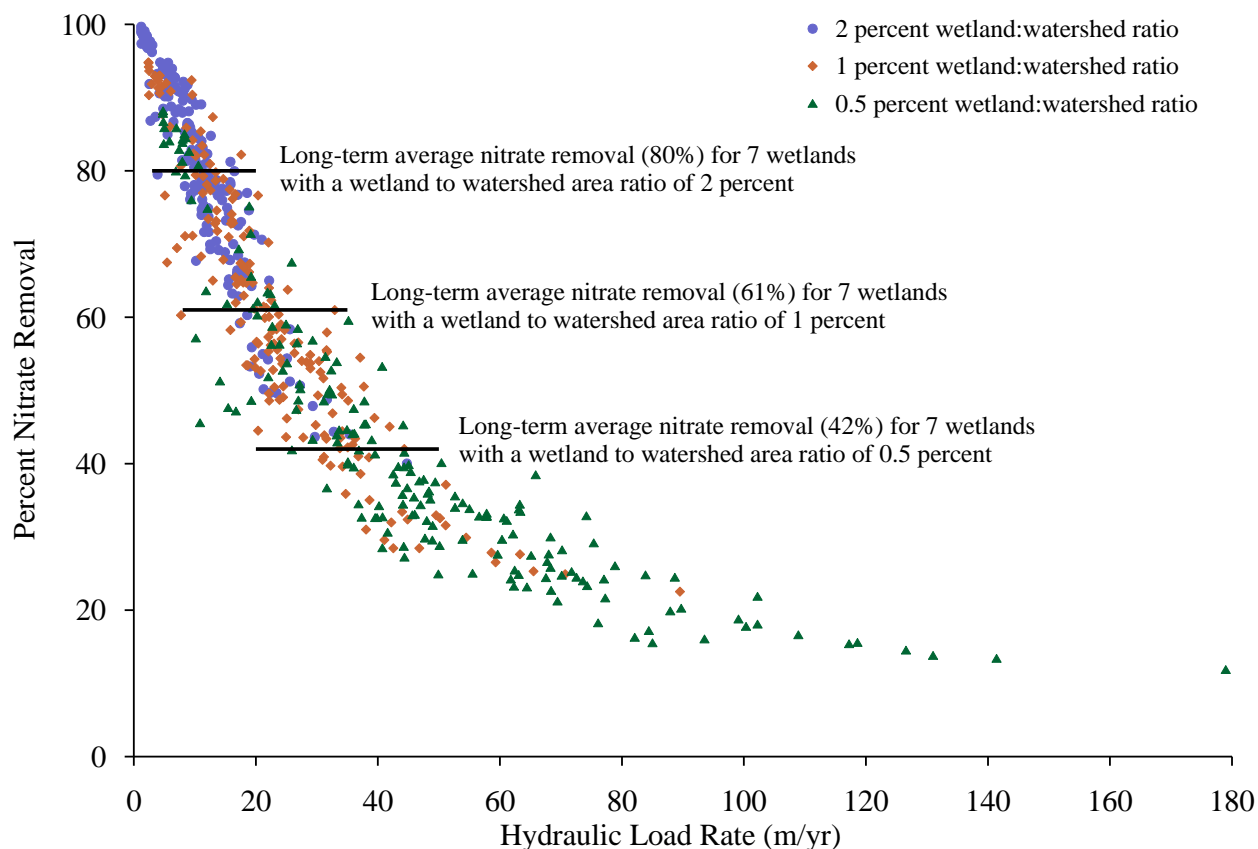 100
80
60
40
20
0
Percent Nitrate Removal
2 percent wetland:watershed ratio
1 percent wetland:watershed ratio
0.5 percent wetland:watershed ratio
Long-term average nitrate removal (80%) for 7 wetlands
with a wetland to watershed area ratio of 2 percent
Long-term average nitrate removal (61%) for 7 wetlands
with a wetland to watershed area ratio of 1 percent
Long-term average nitrate removal (42%) for 7 wetlands
with a wetland to watershed area ratio of 0.5 percent
0 20 40 60 80 100 120 140 160 180
Hydraulic Load Rate (m/yr)